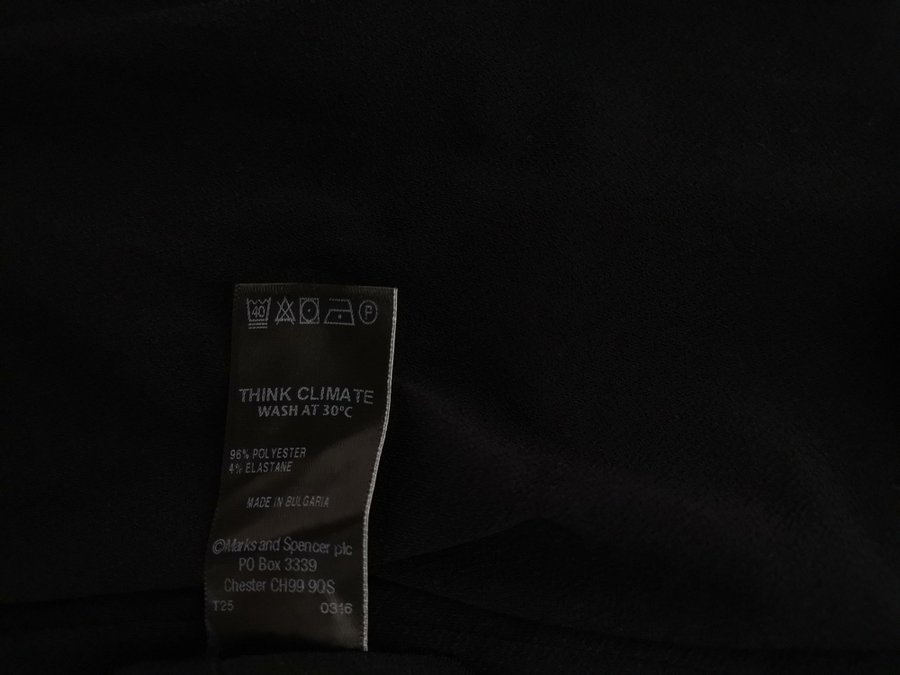 40 P
THINK CLIMATE
WASH AT 30°C
96% POLYESTER
4% ELASTANE
MADE IN BULGARIA
©Marks and Spencer plc
PO Box 3339
Chester CH99 9QS
T25 0316